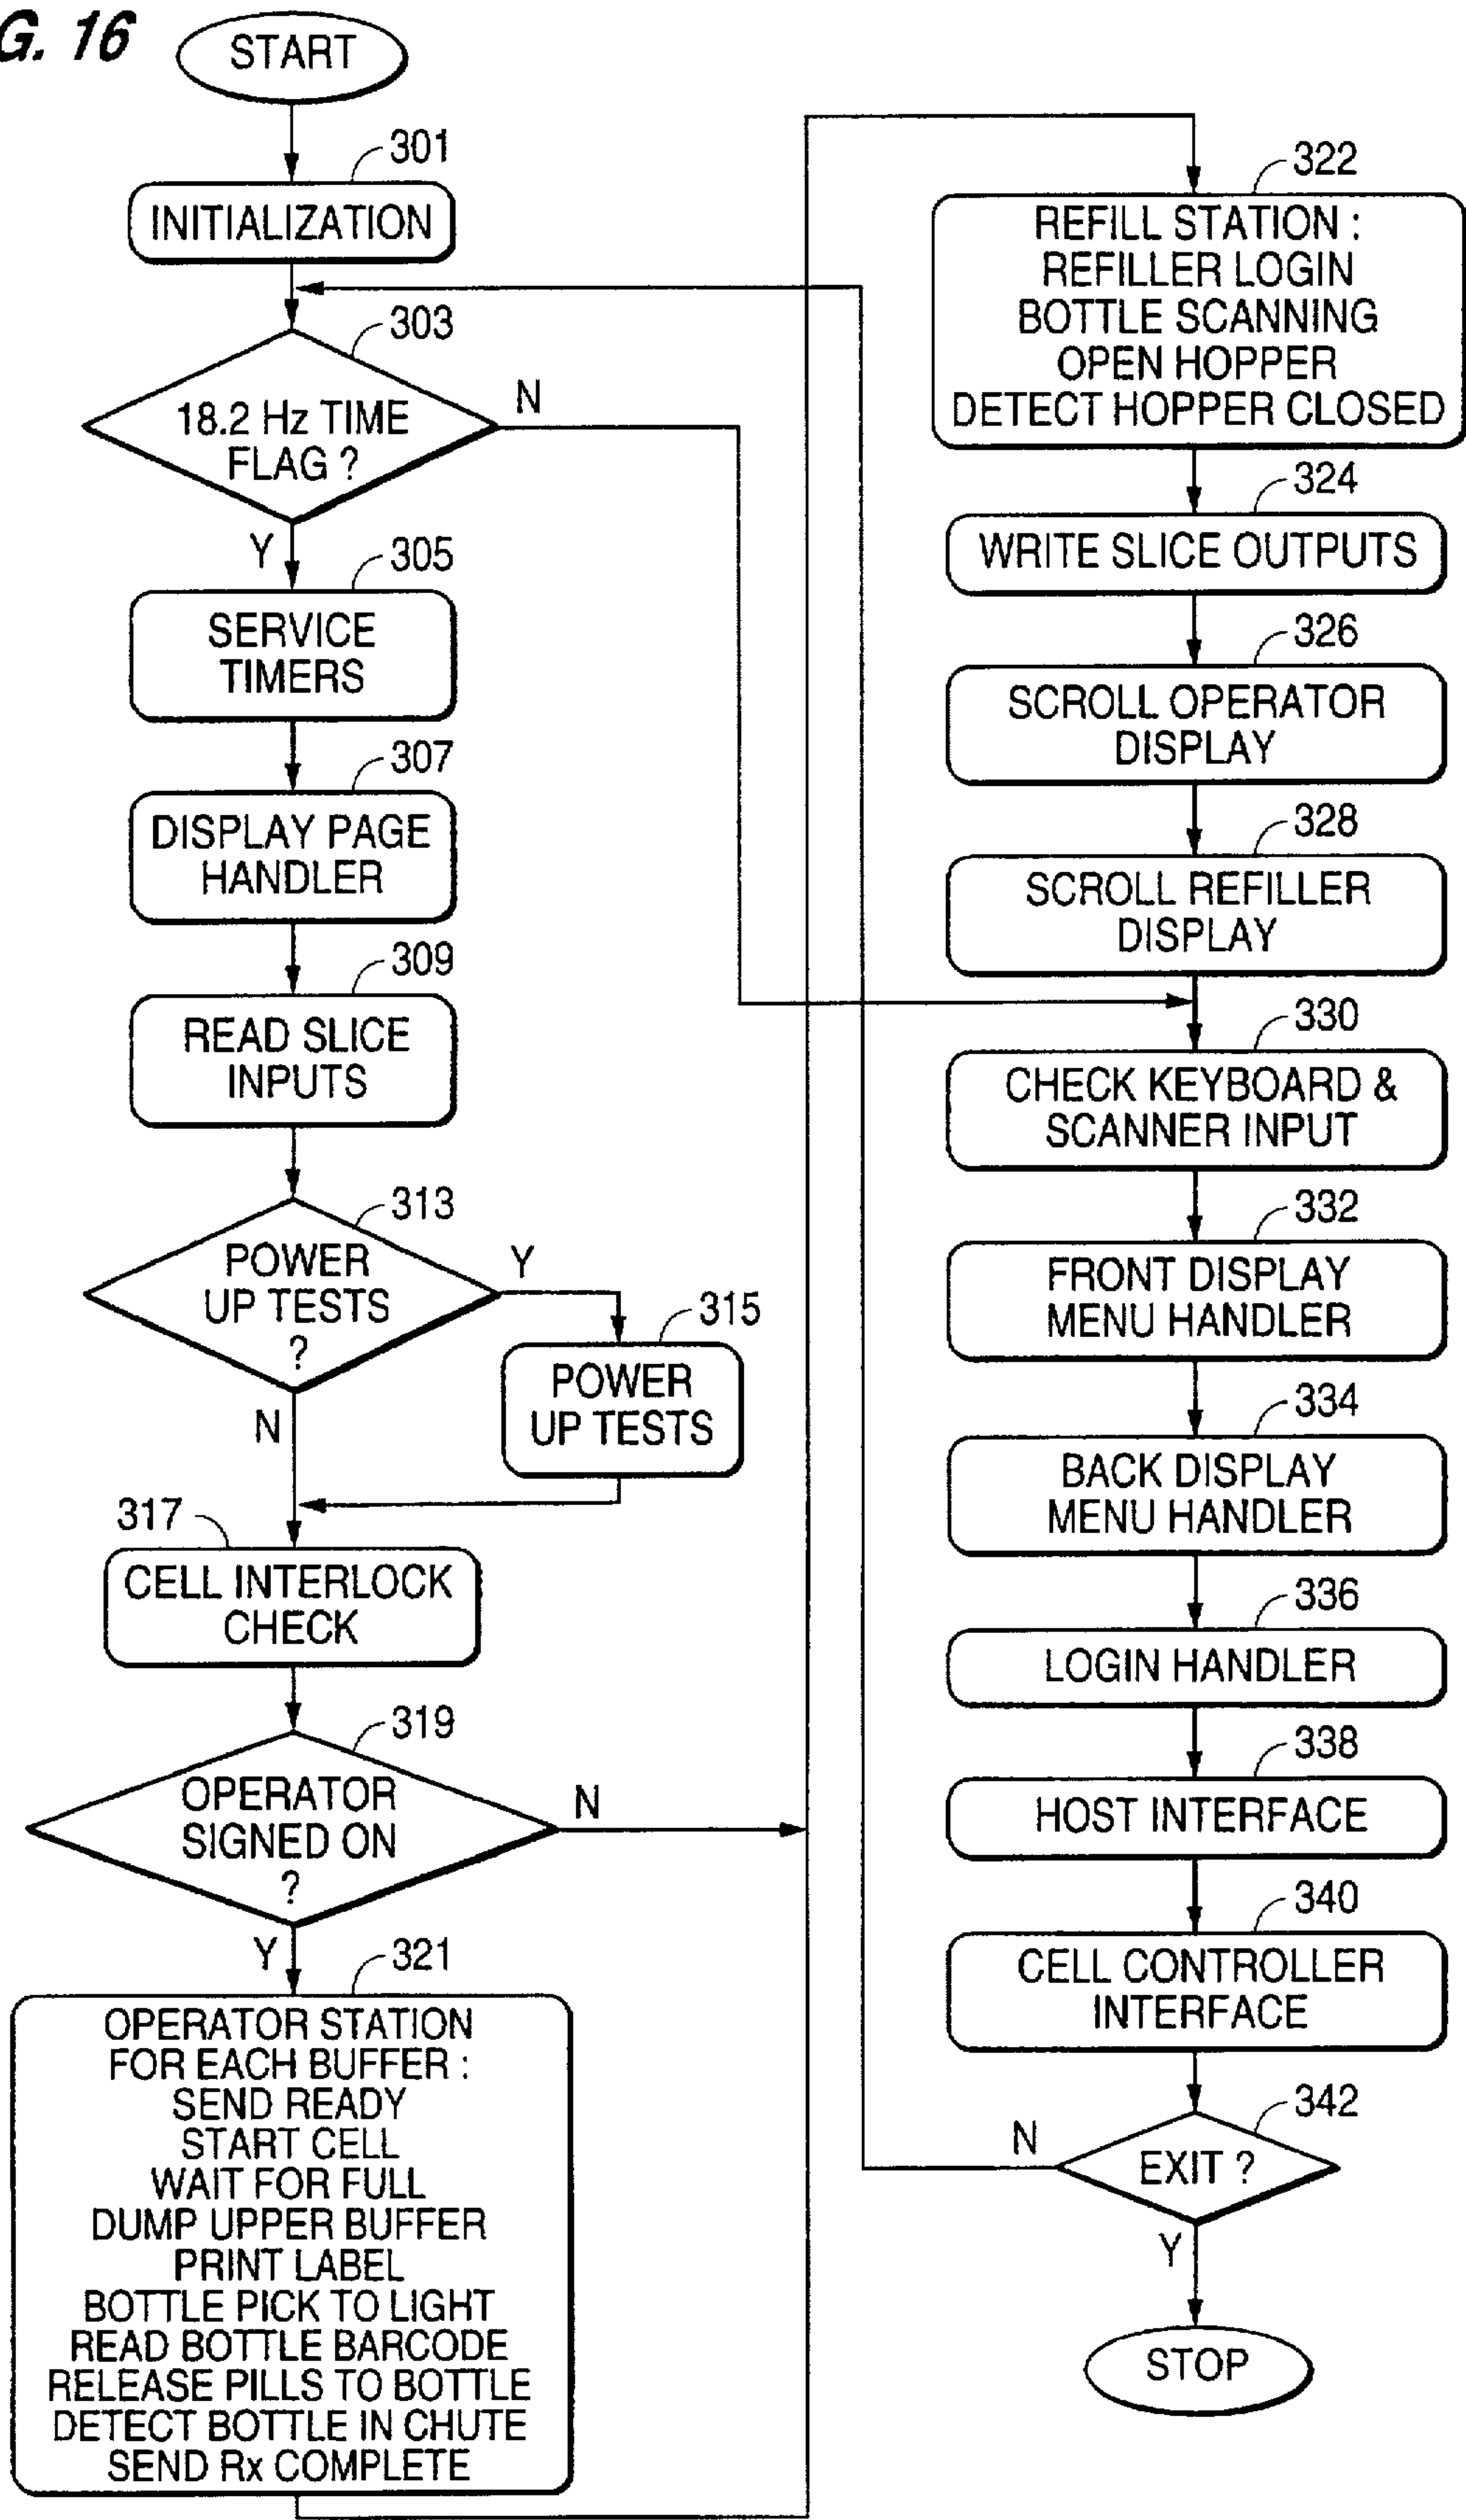 G. 16
START
301
INITIALIZATION
303
18.2 Hz TIME
FLAG ?
N
Y
305
SERVICE
TIMERS
307
DISPLAY PAGE
HANDLER
309
READ SLICE
INPUTS
313
POWER
UP TESTS
?
Y
N
315
POWER
UP TESTS
317
CELL INTERLOCK
CHECK
319
OPERATOR
SIGNED ON
?
N
Y
321
OPERATOR STATION
FOR EACH BUFFER :
SEND READY
START CELL
WAIT FOR FULL
DUMP UPPER BUFFER
PRINT LABEL
BOTTLE PICK TO LIGHT
READ BOTTLE BARCODE
RELEASE PILLS TO BOTTLE
DETECT BOTTLE IN CHUTE
SEND Rx COMPLETE
322
REFILL STATION :
REFILLER LOGIN
BOTTLE SCANNING
OPEN HOPPER
DETECT HOPPER CLOSED
324
WRITE SLICE OUTPUTS
326
SCROLL OPERATOR
DISPLAY
328
SCROLL REFILLER
DISPLAY
330
CHECK KEYBOARD &
SCANNER INPUT
332
FRONT DISPLAY
MENU HANDLER
334
BACK DISPLAY
MENU HANDLER
336
LOGIN HANDLER
338
HOST INTERFACE
340
CELL CONTROLLER
INTERFACE
342
EXIT ?
N
Y
STOP